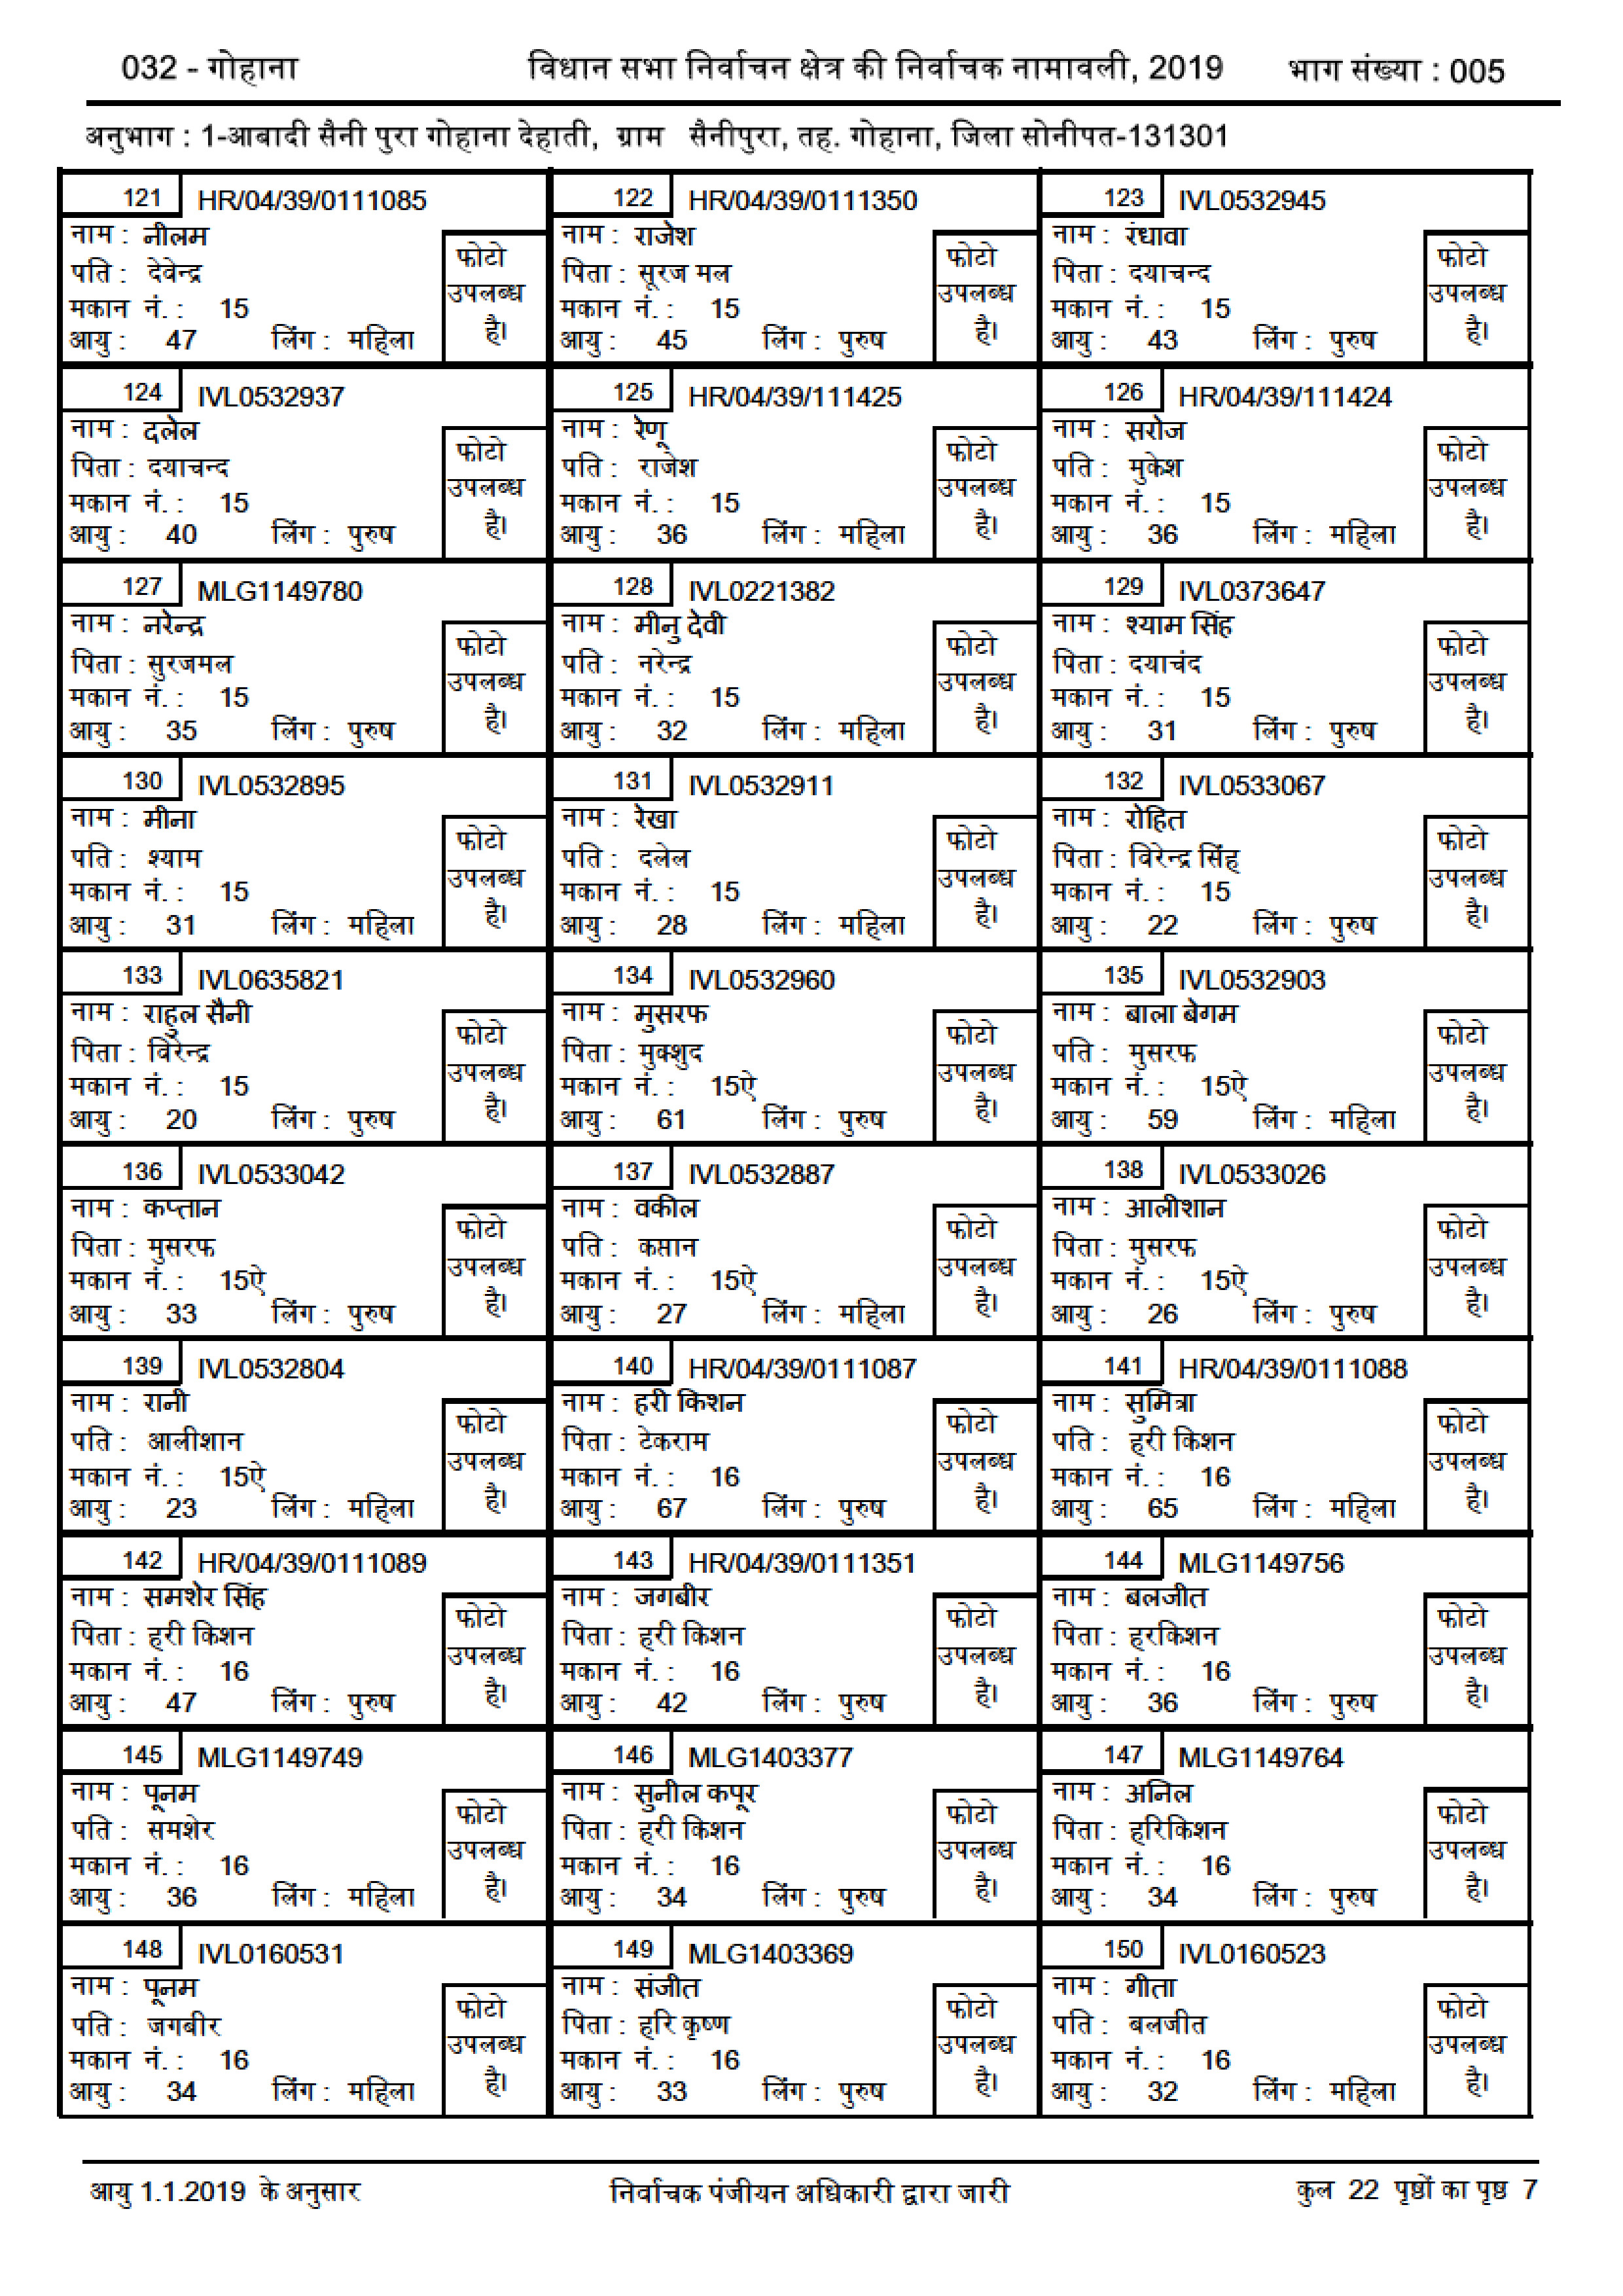 032 - गोहाना विधान सभा निर्वाचन क्षेत्र की निर्वाचक नामावली, 2019 भाग संख्या : 005
अनुभाग : 1-आबादी सैनी पुरा गोहाना देहाती, ग्राम सैनीपुरा, तह. गोहाना, जिला सोनीपत-131301
121 HR/04/39/0111085
नाम : नीलम
पति : देवेन्द्र
मकान नं. : 15
आयु : 47 लिंग : महिला
फोटो
उपलब्ध
है।
122 HR/04/39/0111350
नाम : राजेश
पिता : सूरज मल
मकान नं. : 15
आयु : 45 लिंग : पुरुष
फोटो
उपलब्ध
है।
123 IVL0532945
नाम : रंधावा
पिता : दयाचन्द
मकान नं. : 15
आयु : 43 लिंग : पुरुष
फोटो
उपलब्ध
है।
124 IVL0532937
नाम : दलेल
पिता : दयाचन्द
मकान नं. : 15
आयु : 40 लिंग : पुरुष
फोटो
उपलब्ध
है।
125 HR/04/39/111425
नाम : रेणू
पति : राजेश
मकान नं. : 15
आयु : 36 लिंग : महिला
फोटो
उपलब्ध
है।
126 HR/04/39/111424
नाम : सरोज
पति : मुकेश
मकान नं. : 15
आयु : 36 लिंग : महिला
फोटो
उपलब्ध
है।
127 MLG1149780
नाम : नरेन्द्र
पिता : सुरजमल
मकान नं. : 15
आयु : 35 लिंग : पुरुष
फोटो
उपलब्ध
है।
128 IVL0221382
नाम : मीनु देवी
पति : नरेन्द्र
मकान नं. : 15
आयु : 32 लिंग : महिला
फोटो
उपलब्ध
है।
129 IVL0373647
नाम : श्याम सिंह
पिता : दयाचंद
मकान नं. : 15
आयु : 31 लिंग : पुरुष
फोटो
उपलब्ध
है।
130 IVL0532895
नाम : मीना
पति : श्याम
मकान नं. : 15
आयु : 31 लिंग : महिला
फोटो
उपलब्ध
है।
131 IVL0532911
नाम : रेखा
पति : दलेल
मकान नं. : 15
आयु : 28 लिंग : महिला
फोटो
उपलब्ध
है।
132 IVL0533067
नाम : रोहित
पिता : विरेन्द्र सिंह
मकान नं. : 15
आयु : 22 लिंग : पुरुष
फोटो
उपलब्ध
है।
133 IVL0635821
नाम : राहुल सैनी
पिता : विरेन्द्र
मकान नं. : 15
आयु : 20 लिंग : पुरुष
फोटो
उपलब्ध
है।
134 IVL0532960
नाम : मुसरफ
पिता : मुक्शुद
मकान नं. : 15ऐ
आयु : 61 लिंग : पुरुष
फोटो
उपलब्ध
है।
135 IVL0532903
नाम : बाला बेगम
पति : मुसरफ
मकान नं. : 15ऐ
आयु : 59 लिंग : महिला
फोटो
उपलब्ध
है।
136 IVL0533042
नाम : कप्तान
पिता : मुसरफ
मकान नं. : 15ऐ
आयु : 33 लिंग : पुरुष
फोटो
उपलब्ध
है।
137 IVL0532887
नाम : वकील
पति : कप्तान
मकान नं. : 15ऐ
आयु : 27 लिंग : महिला
फोटो
उपलब्ध
है।
138 IVL0533026
नाम : आलीशान
पिता : मुसरफ
मकान नं. : 15ऐ
आयु : 26 लिंग : पुरुष
फोटो
उपलब्ध
है।
139 IVL0532804
नाम : रानी
पति : आलीशान
मकान नं. : 15ऐ
आयु : 23 लिंग : महिला
फोटो
उपलब्ध
है।
140 HR/04/39/0111087
नाम : हरी किशन
पिता : टेकराम
मकान नं. : 16
आयु : 67 लिंग : पुरुष
फोटो
उपलब्ध
है।
141 HR/04/39/0111088
नाम : सुमित्रा
पति : हरी किशन
मकान नं. : 16
आयु : 65 लिंग : महिला
फोटो
उपलब्ध
है।
142 HR/04/39/0111089
नाम : समशेर सिंह
पिता : हरी किशन
मकान नं. : 16
आयु : 47 लिंग : पुरुष
फोटो
उपलब्ध
है।
143 HR/04/39/0111351
नाम : जगबीर
पिता : हरी किशन
मकान नं. : 16
आयु : 42 लिंग : पुरुष
फोटो
उपलब्ध
है।
144 MLG1149756
नाम : बलजीत
पिता : हरकिशन
मकान नं. : 16
आयु : 36 लिंग : पुरुष
फोटो
उपलब्ध
है।
145 MLG1149749
नाम : पूनम
पति : समशेर
मकान नं. : 16
आयु : 36 लिंग : महिला
फोटो
उपलब्ध
है।
146 MLG1403377
नाम : सुनील कपूर
पिता : हरी किशन
मकान नं. : 16
आयु : 34 लिंग : पुरुष
फोटो
उपलब्ध
है।
147 MLG1149764
नाम : अनिल
पिता : हरिकिशन
मकान नं. : 16
आयु : 34 लिंग : पुरुष
फोटो
उपलब्ध
है।
148 IVL0160531
नाम : पूनम
पति : जगबीर
मकान नं. : 16
आयु : 34 लिंग : महिला
फोटो
उपलब्ध
है।
149 MLG1403369
नाम : संजीत
पिता : हरि कृष्ण
मकान नं. : 16
आयु : 33 लिंग : पुरुष
फोटो
उपलब्ध
है।
150 IVL0160523
नाम : गीता
पति : बलजीत
मकान नं. : 16
आयु : 32 लिंग : महिला
फोटो
उपलब्ध
है।
आयु 1.1.2019 के अनुसार निर्वाचक पंजीयन अधिकारी द्वारा जारी कुल 22 पृष्ठों का पृष्ठ 7